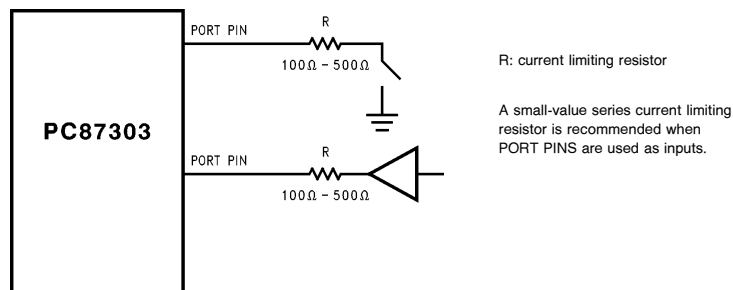 PORT PIN
R
100Ω – 500Ω
R: current limiting resistor
A small-value series current limiting
resistor is recommended when
PORT PINS are used as inputs.
PC87303
PORT PIN
R
100Ω – 500Ω